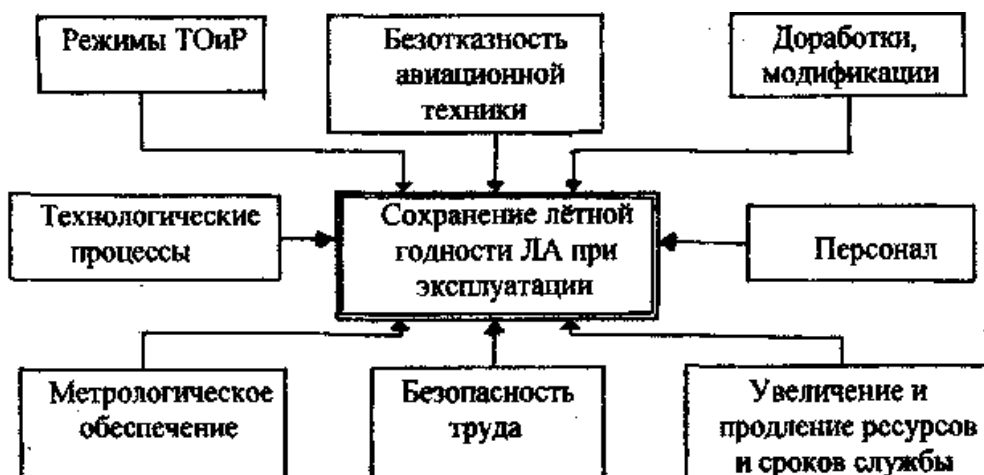 Режимы ТОиР
Безотказность
авиационной
техники
Доработки,
модификации
Технологические
процессы
Сохранение лётной
годности ЛА при
эксплуатации
Персонал
Метрологическое
обеспечение
Безопасность
труда
Увеличение и
продление ресурсов
и сроков службы